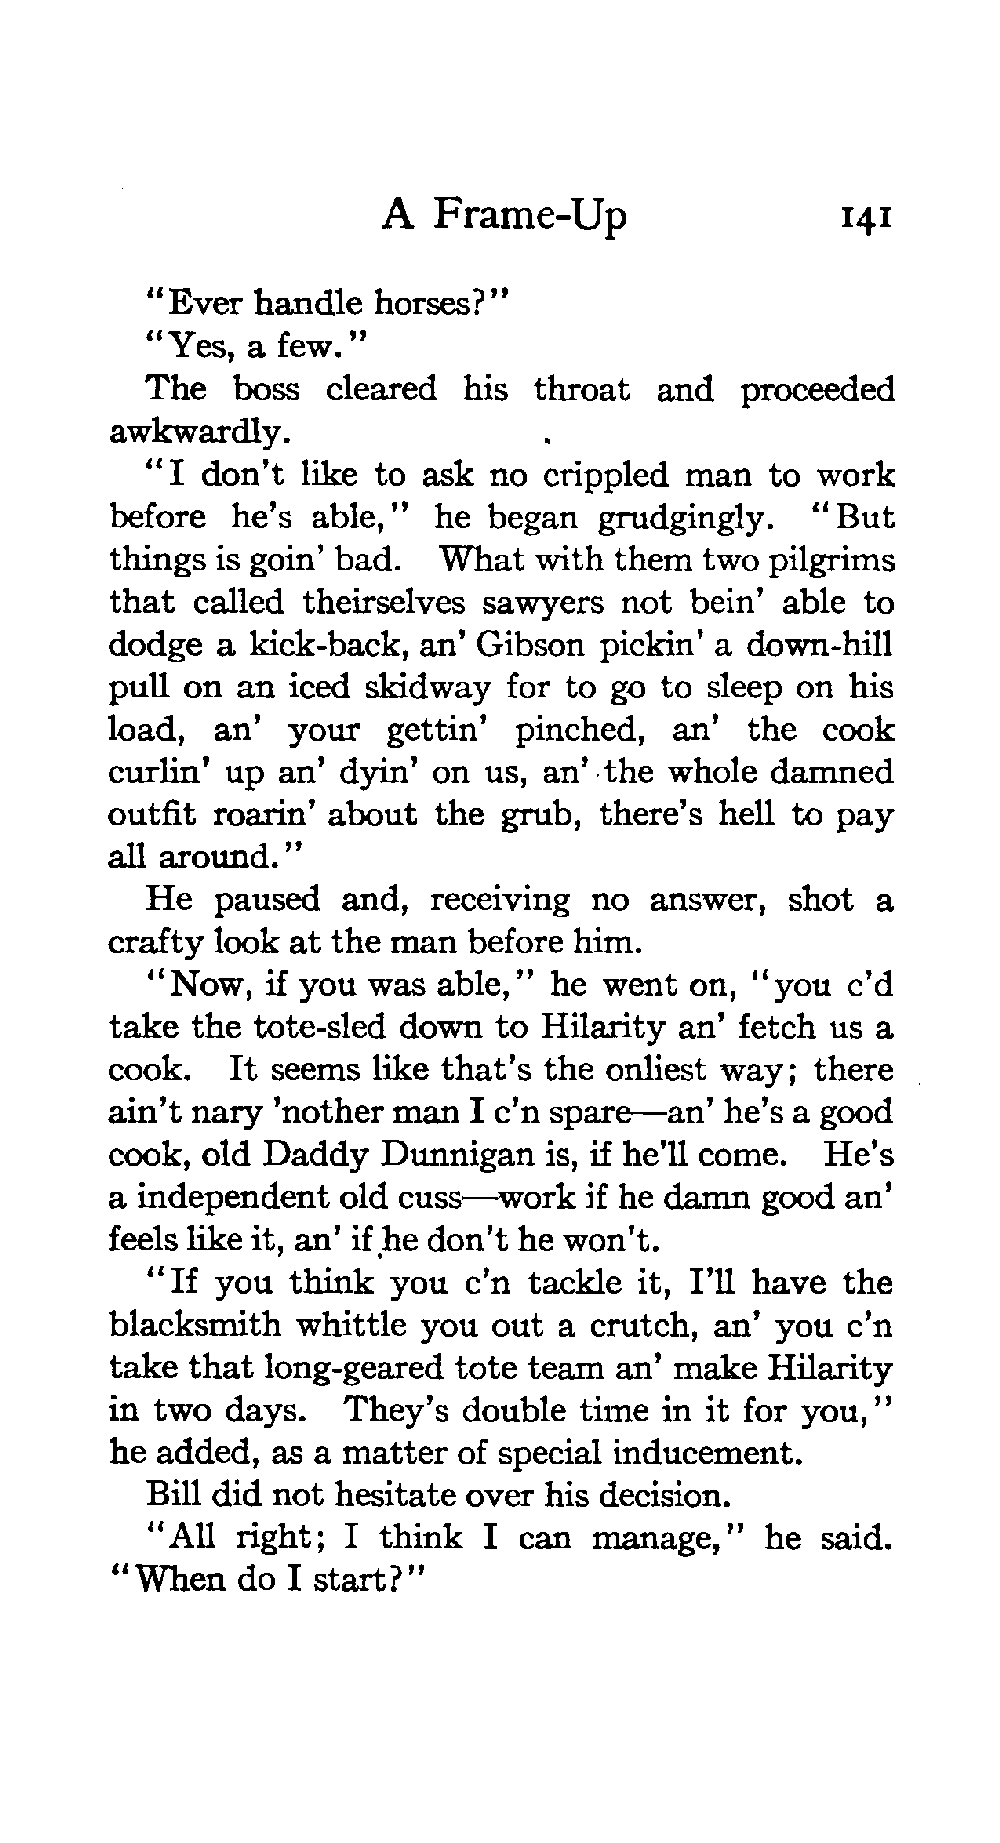 A Frame-Up 141
"Ever handle horses?"
"Yes, a few."
The boss cleared his throat and proceeded
awkwardly.
"I don't like to ask no crippled man to work
before he's able," he began grudgingly. "But
things is goin' bad. What with them two pilgrims
that called theirselves sawyers not bein' able to
dodge a kick-back, an' Gibson pickin' a down-hill
pull on an iced skidway for to go to sleep on his
load, an' your gettin' pinched, an' the cook
curlin' up an' dyin' on us, an' the whole damned
outfit roarin' about the grub, there's hell to pay
all around."
He paused and, receiving no answer, shot a
crafty look at the man before him.
"Now, if you was able," he went on, "you c'd
take the tote-sled down to Hilarity an' fetch us a
cook. It seems like that's the onliest way; there
ain't nary 'nother man I c'n spare—an' he's a good
cook, old Daddy Dunnigan is, if he'll come. He's
a independent old cuss—work if he damn good an'
feels like it, an' if he don't he won't.
"If you think you c'n tackle it, I'll have the
blacksmith whittle you out a crutch, an' you c'n
take that long-geared tote team an' make Hilarity
in two days. They's double time in it for you,"
he added, as a matter of special inducement.
Bill did not hesitate over his decision.
"All right; I think I can manage," he said.
"When do I start?"